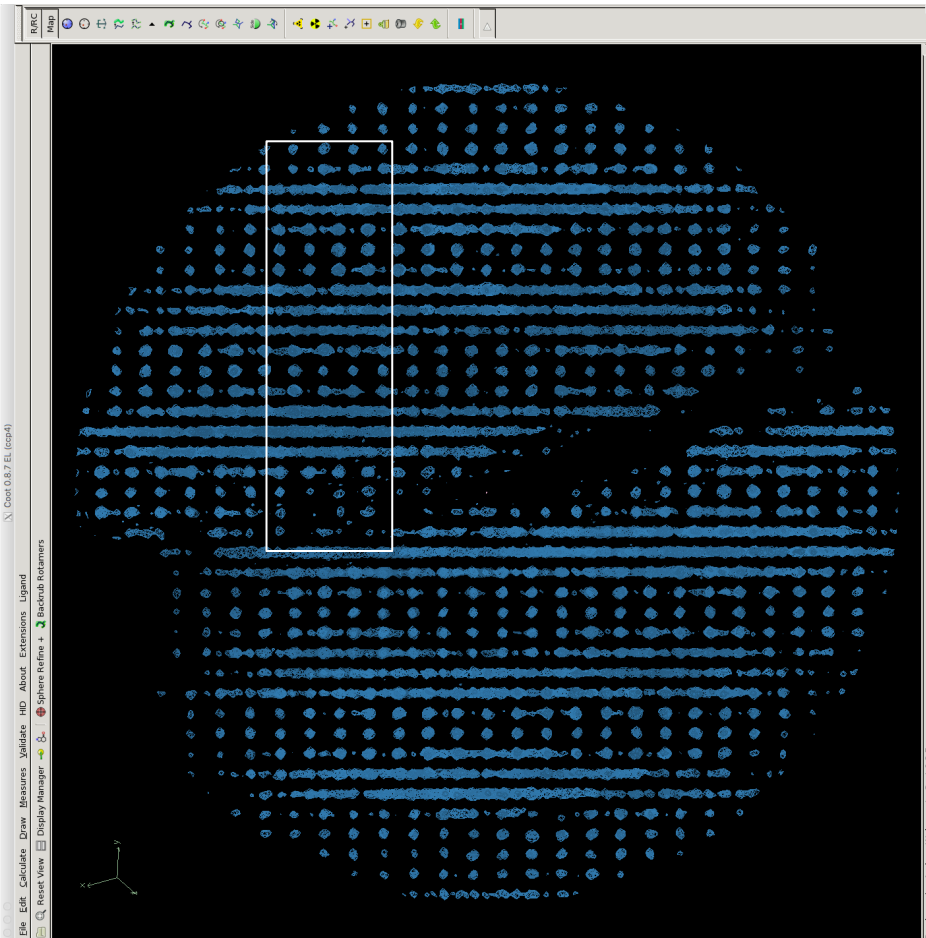 X Coot 0.8.7 EL (ccp4)
File Edit Calculate Draw Measures Validate HID About Extensions Ligand
Reset View Display Manager Sphere Refine + Backrub Rotamers
R/RC
Map
x
y